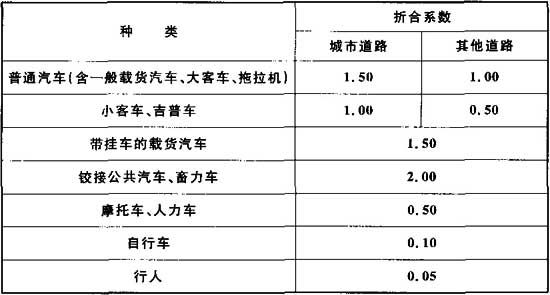 种 类
折合系数
城市道路
其他道路
普通汽车(含一般载货汽车、大客车、拖拉机)
1.50
1.00
小客车、吉普车
1.00
0.50
带挂车的载货汽车
1.50
铰接公共汽车、畜力车
2.00
摩托车、人力车
0.50
自行车
0.10
行人
0.05